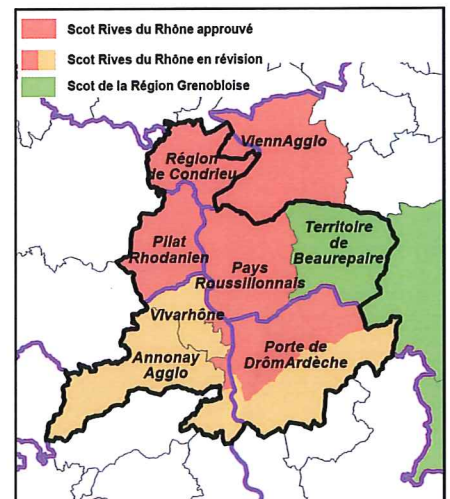 Scot Rives du Rhône approuvé
Scot Rives du Rhône en révision
Scot de la Région Grenobloise
ViennAgglo
Région
de Condrieu
Territoire
de
Beaurepaire
Pilat
Rhodanien
Pays
Roussillonnais
Vivarhône
Porte de
DrômArdèche
Annonay
Agglo